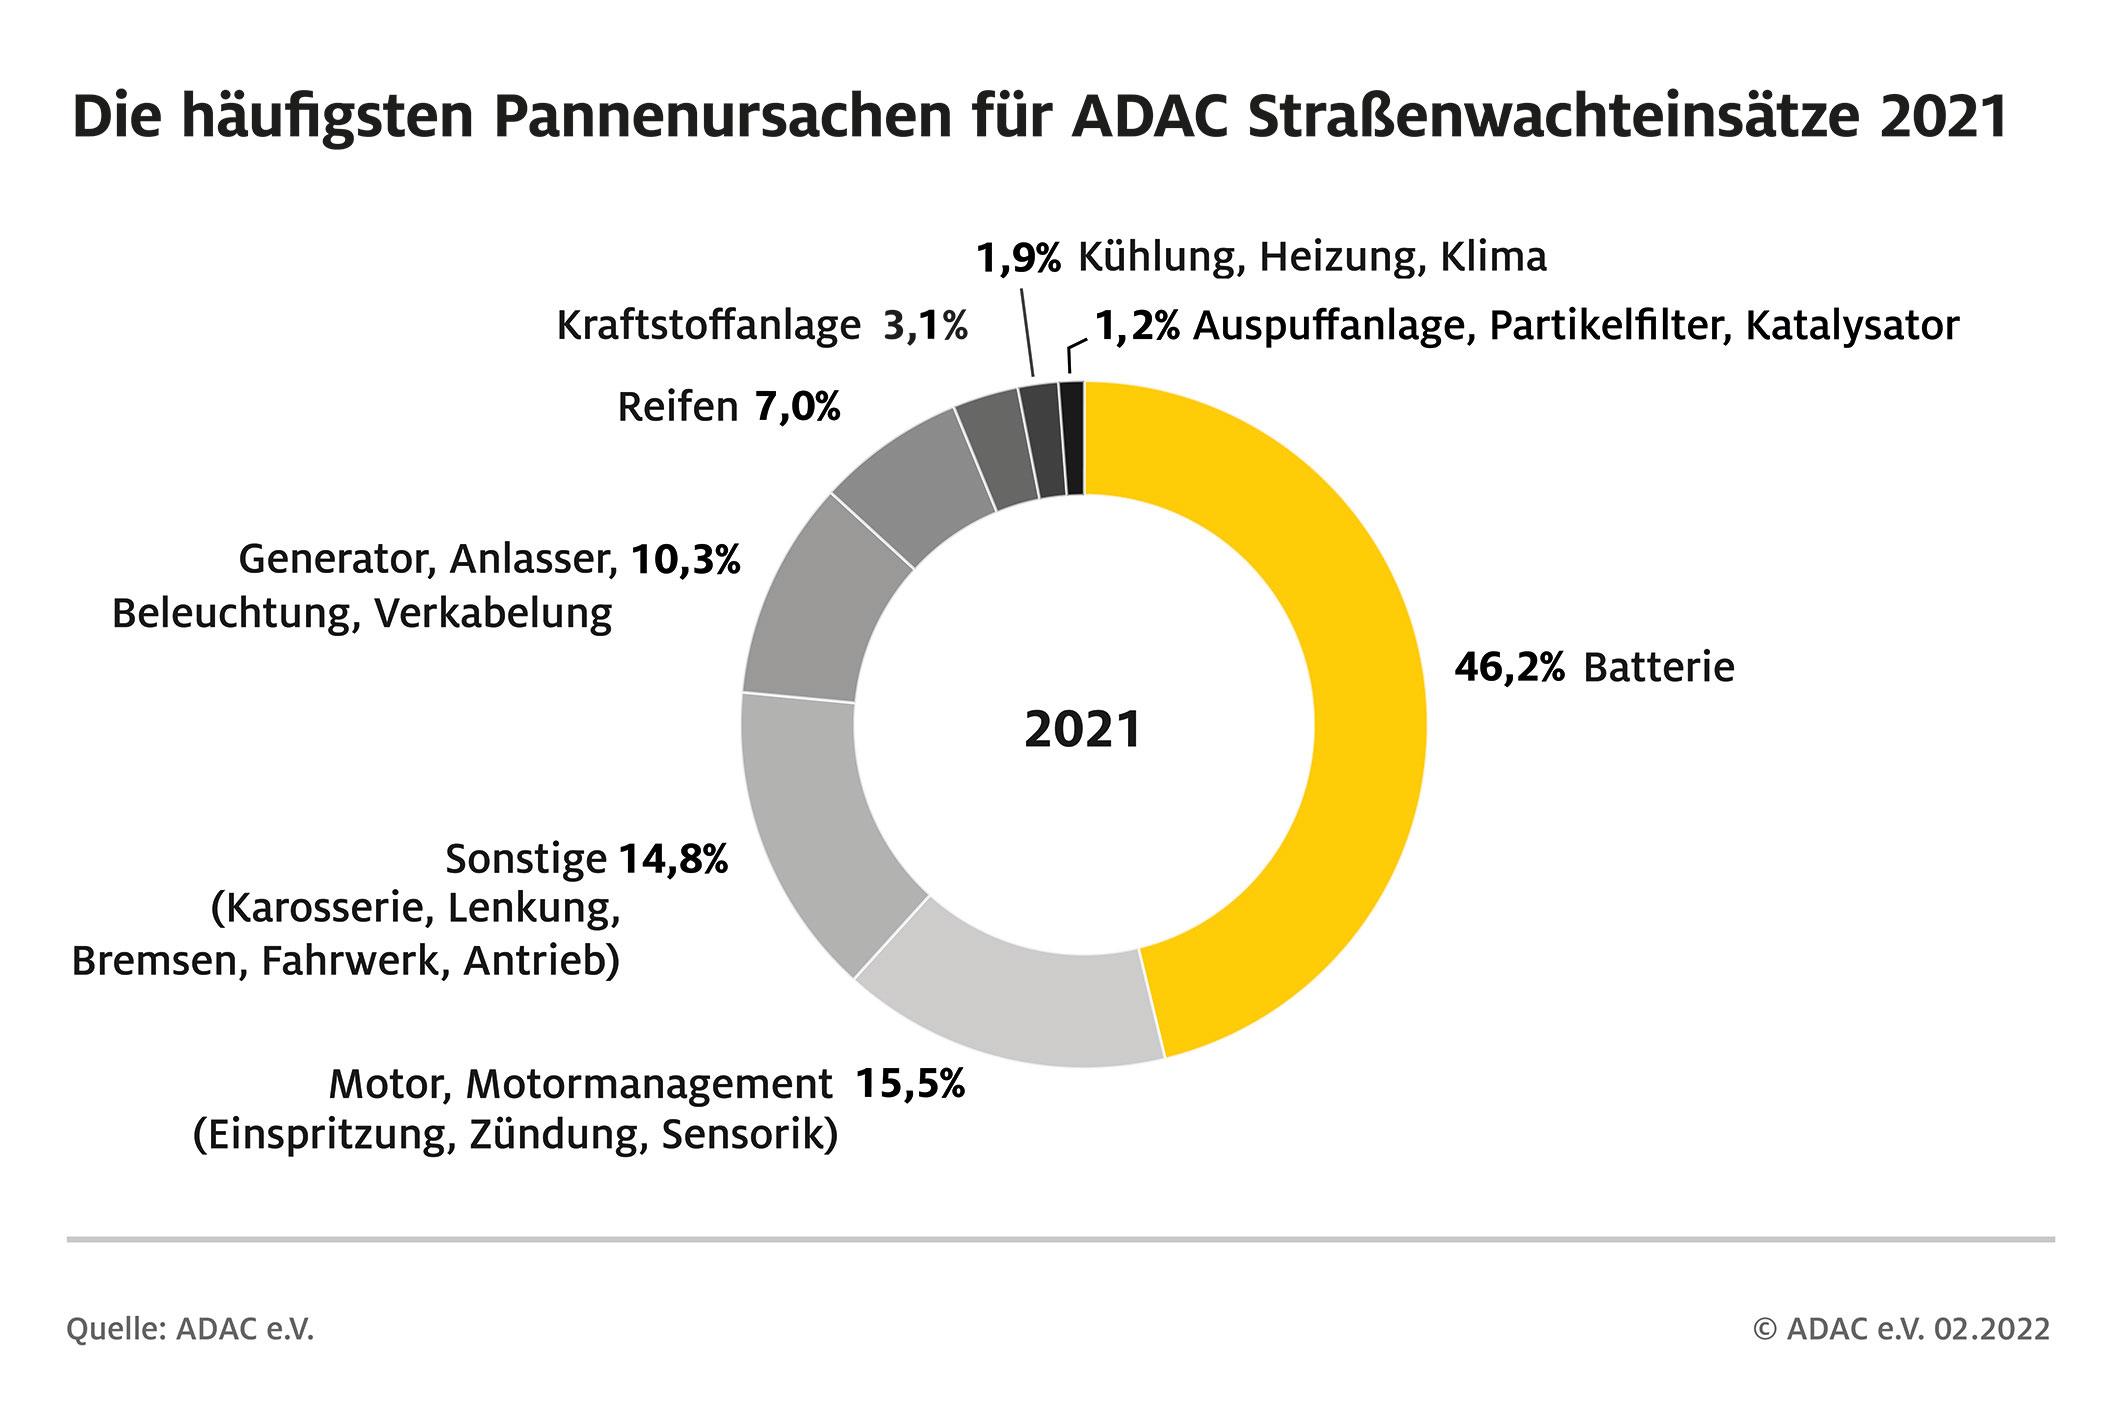 Die häufigsten Pannenursachen für ADAC Straßenwachteinsätze 2021
1,9% Kühlung, Heizung, Klima
Kraftstoffanlage 3,1%
1,2% Auspuffanlage, Partikelfilter, Katalysator
Reifen 7,0%
Generator, Anlasser, 10,3%
Beleuchtung, Verkabelung
46,2% Batterie
2021
Sonstige 14,8%
(Karosserie, Lenkung,
Bremsen, Fahrwerk, Antrieb)
Motor, Motormanagement 15,5%
(Einspritzung, Zündung, Sensorik)
Quelle: ADAC e.V.
© ADAC e.V. 02.2022